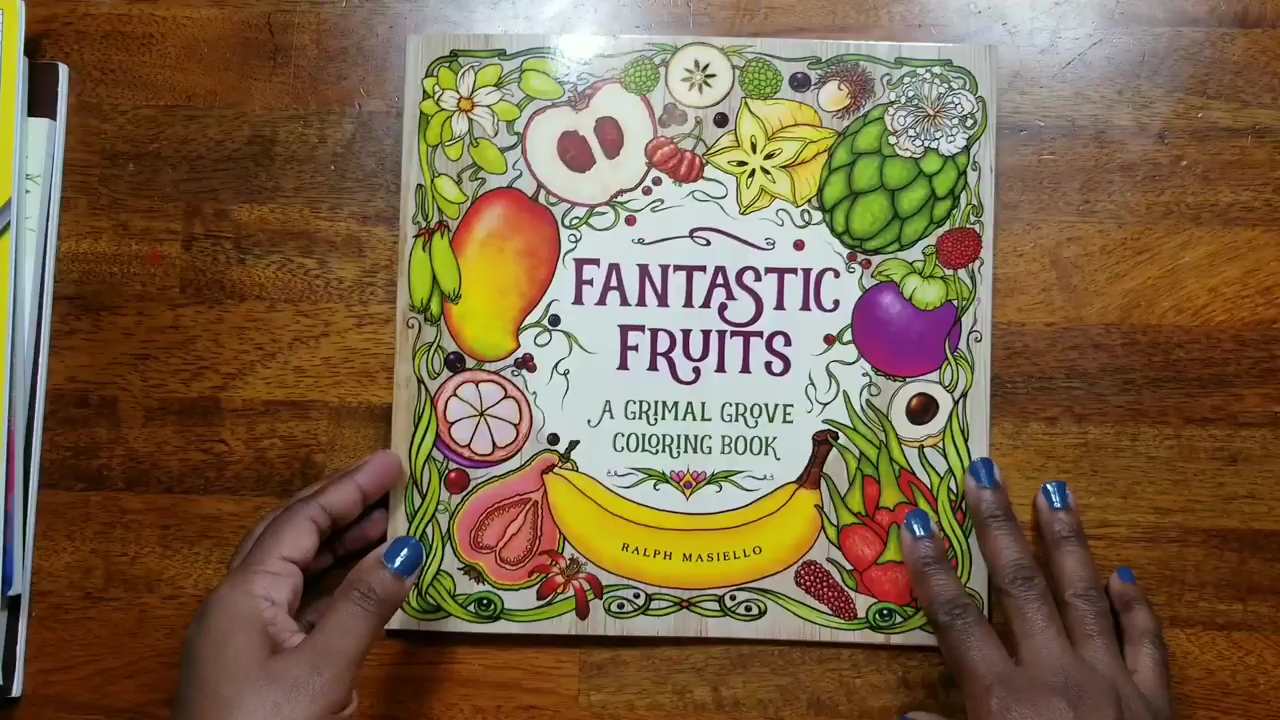 FANTASTIC
FRUITS
A GRIMAL GROVE
COLORING BOOK
RALPH MASIELLO